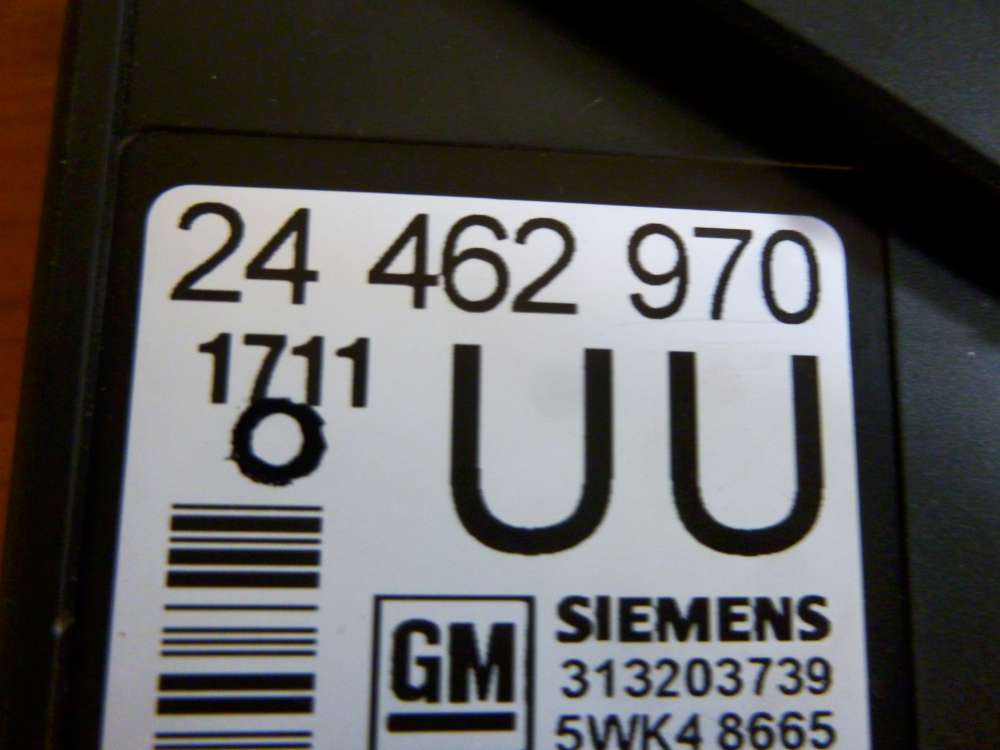 24 462 970
1711
UU
GM
SIEMENS
313203739
5WK4 8665